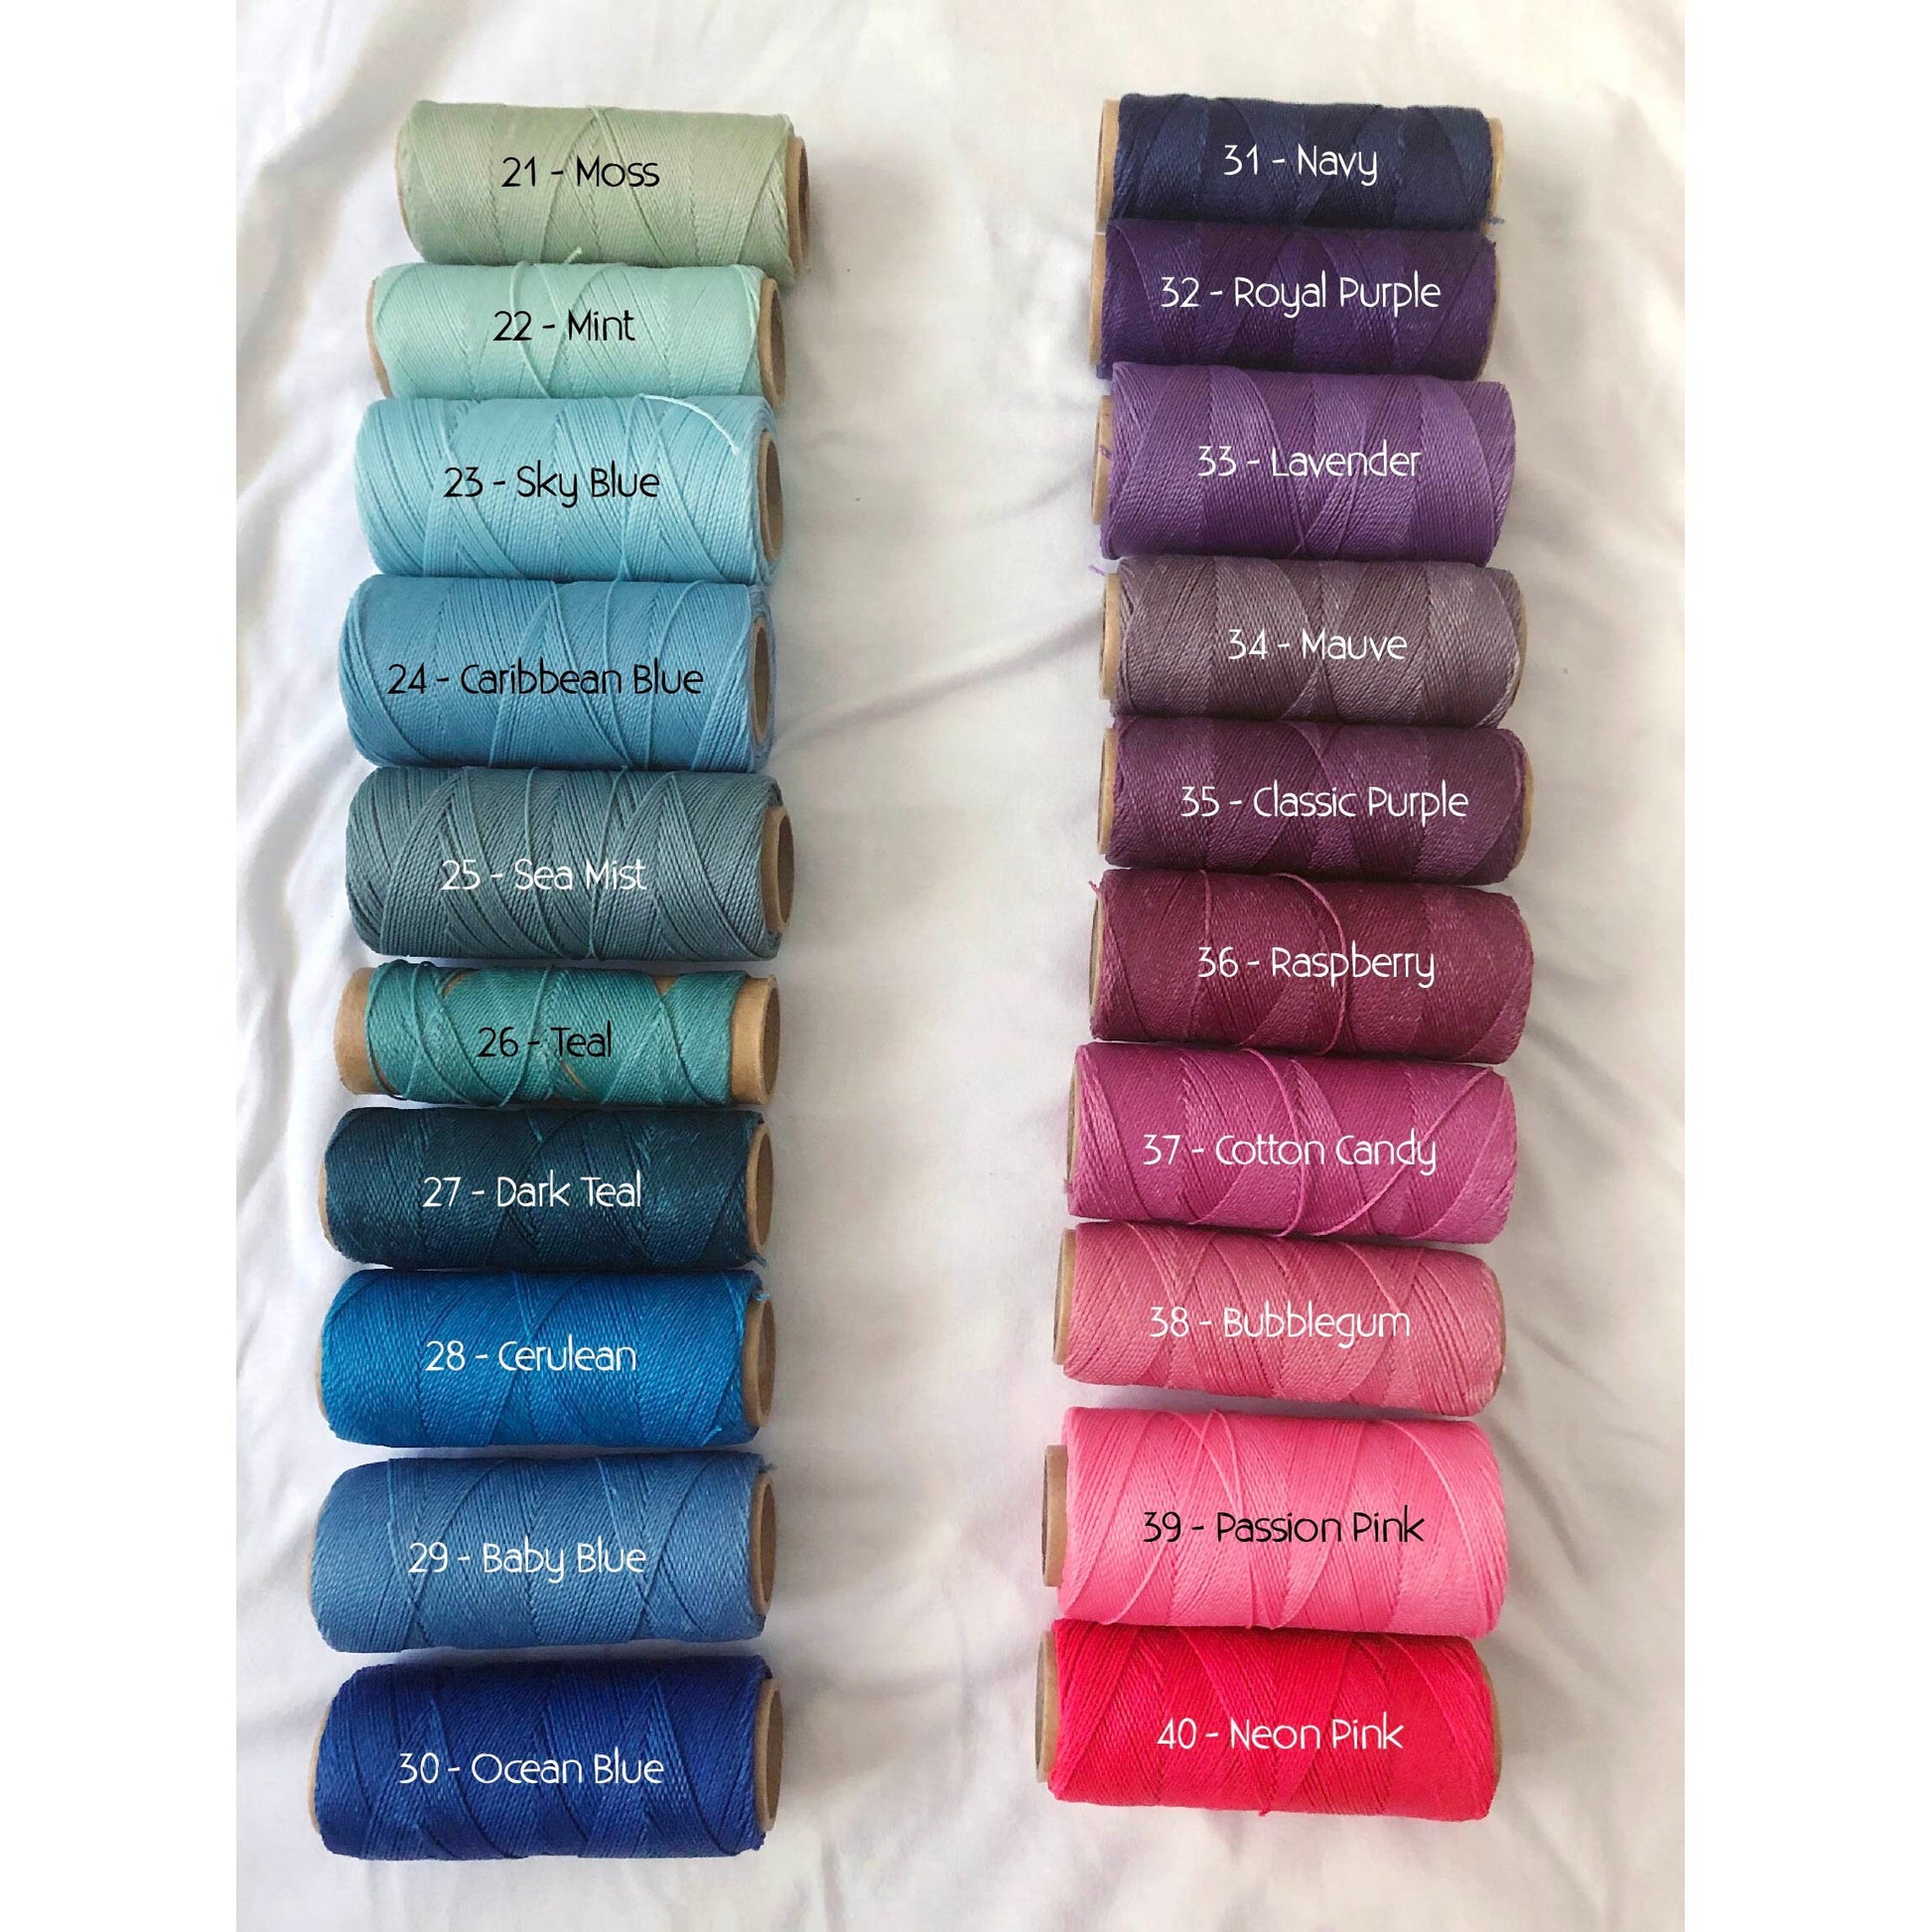 21 - Moss
22 - Mint
23 - Sky Blue
24 - Caribbean Blue
25 - Sea Mist
26 - Teal
27 - Dark Teal
28 - Cerulean
29 - Baby Blue
30 - Ocean Blue
31 - Navy
32 - Royal Purple
33 - Lavender
34 - Mauve
35 - Classic Purple
36 - Raspberry
37 - Cotton Candy
38 - Bubblegum
39 - Passion Pink
40 - Neon Pink